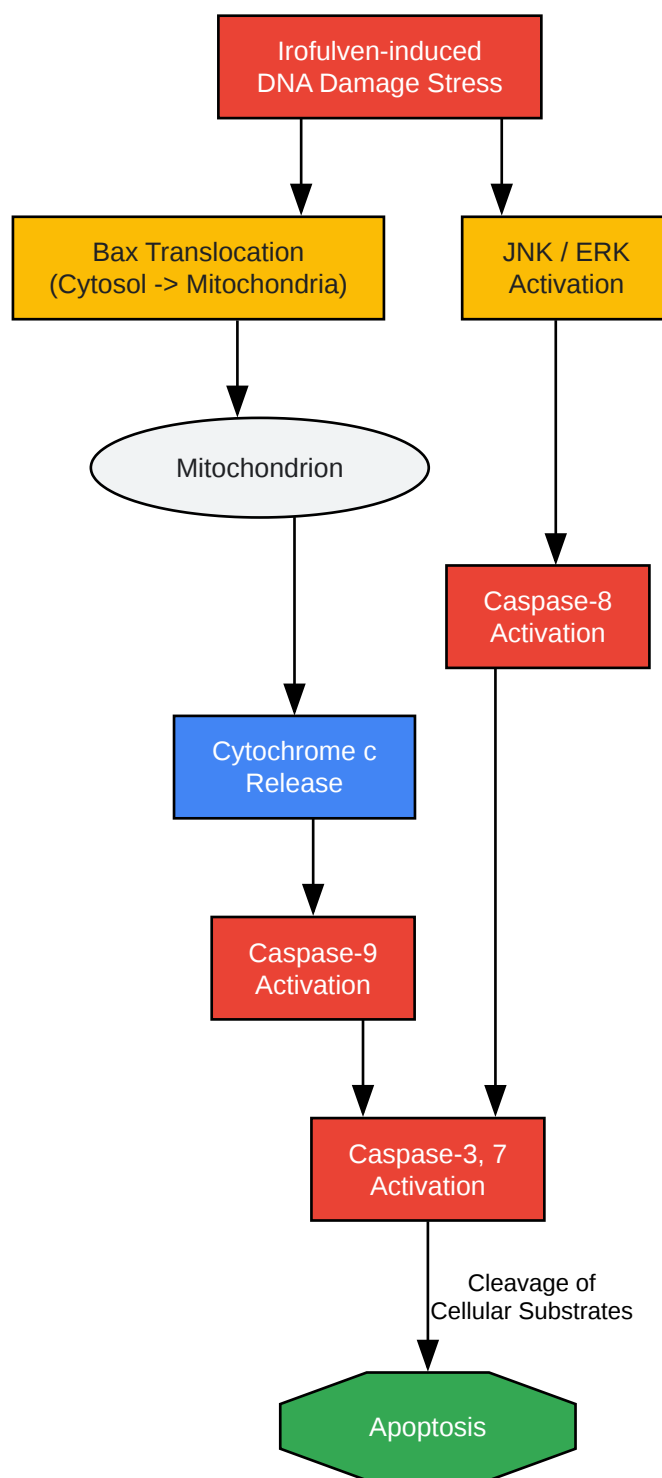 Irofulven-induced
DNA Damage Stress
Bax Translocation
(Cytosol -> Mitochondria)
JNK / ERK
Activation
Mitochondrion
Caspase-8
Activation
Cytochrome c
Release
Caspase-9
Activation
Caspase-3, 7
Activation
Cleavage of
Cellular Substrates
Apoptosis